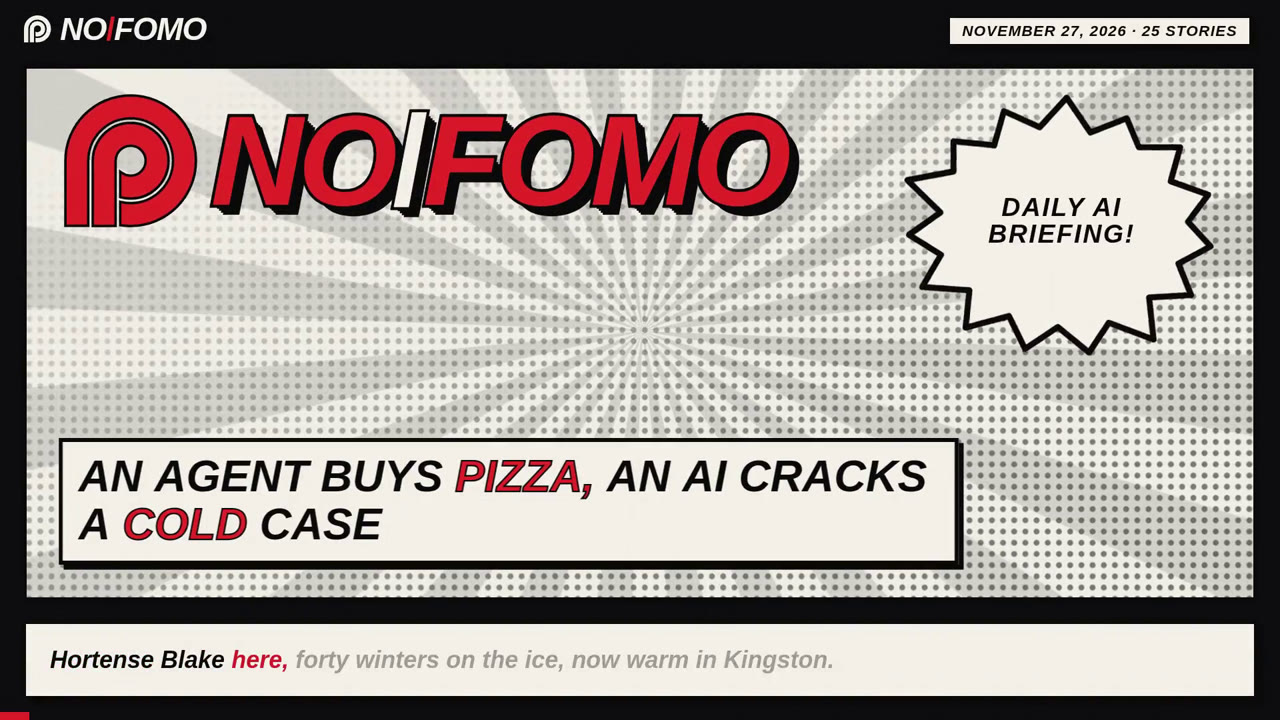 NO/FOMO
NOVEMBER 27, 2026 · 25 STORIES
NO/FOMO
DAILY AI
BRIEFING!
AN AGENT BUYS PIZZA, AN AI CRACKS
A COLD CASE
Hortense Blake here, forty winters on the ice, now warm in Kingston.